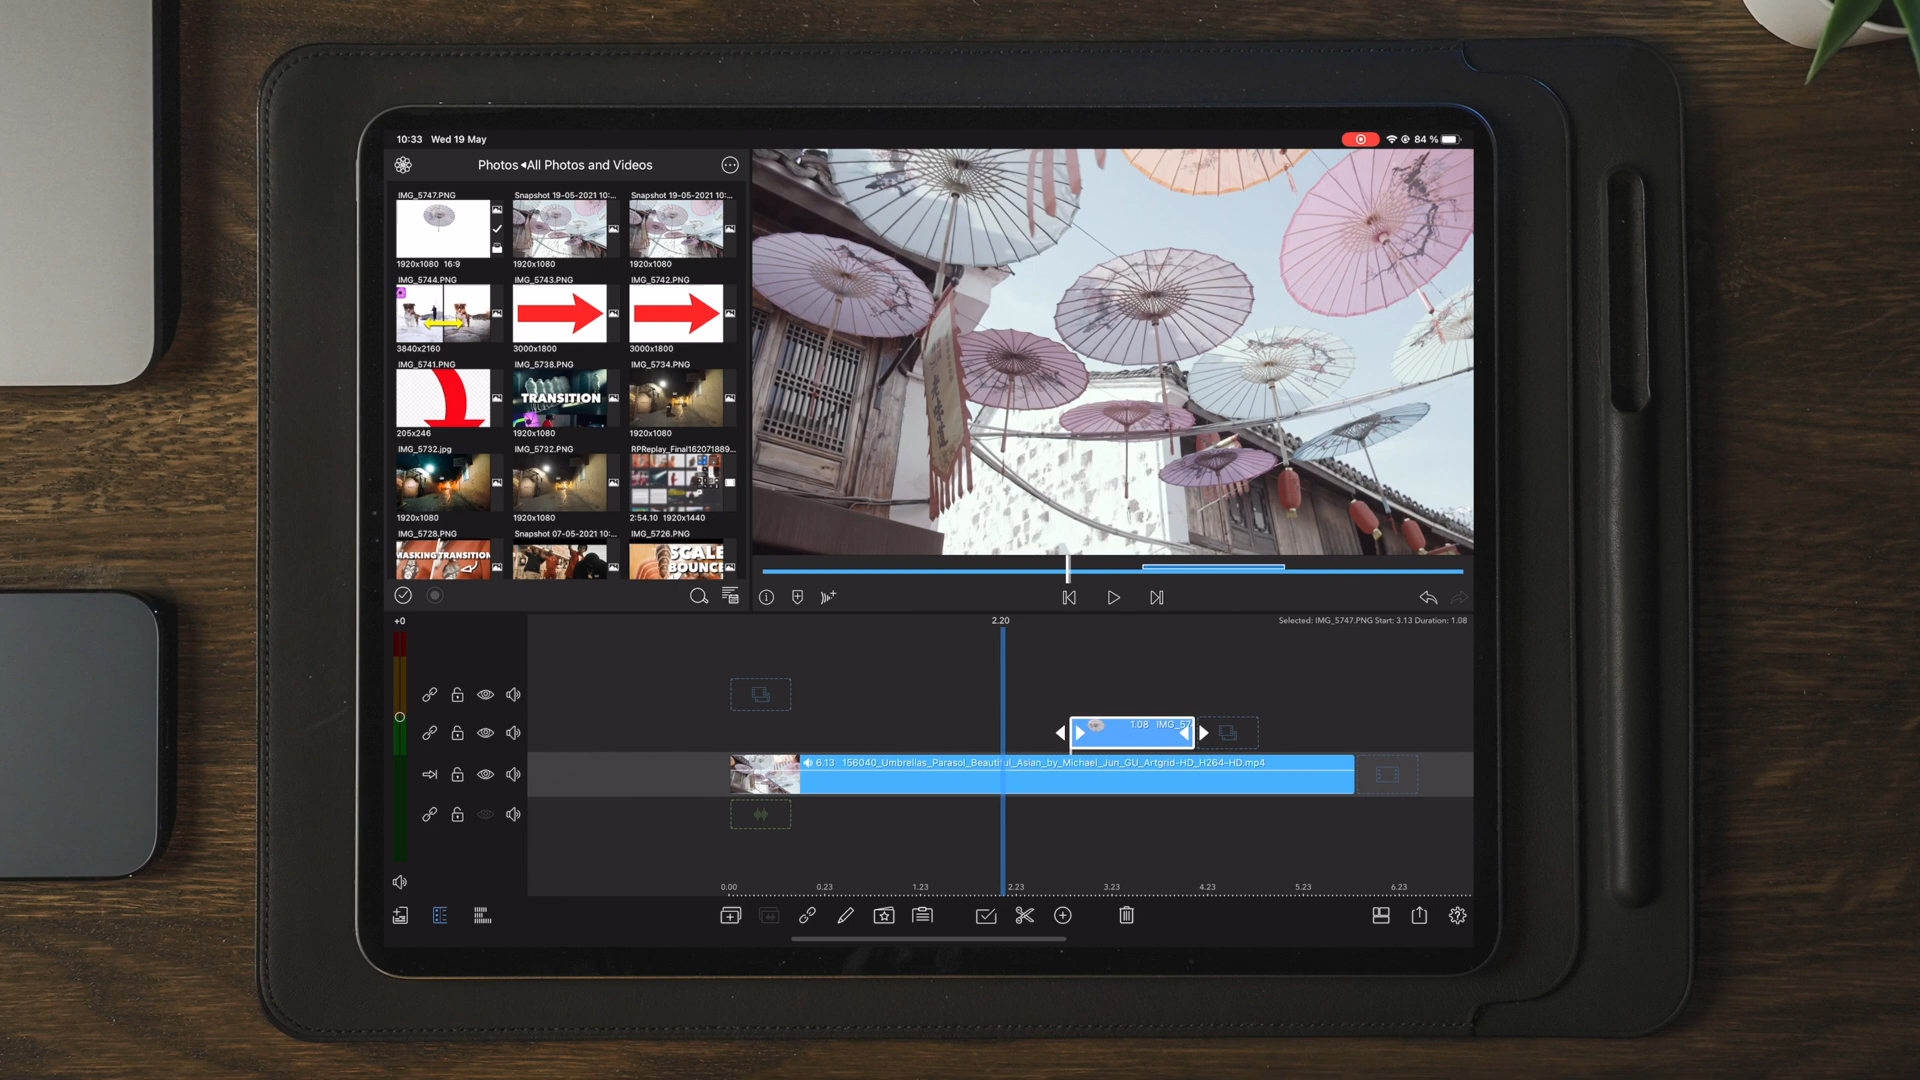 10:33 Wed 19 May
84 %
Photos ◂All Photos and Videos
IMG_5747.PNG
Snapshot 19-05-2021 10:...
Snapshot 19-05-2021 10:...
1920x1080 16:9
1920x1080
1920x1080
IMG_5744.PNG
IMG_5743.PNG
IMG_5742.PNG
3840x2160
3000x1800
3000x1800
IMG_5741.PNG
IMG_5738.PNG
IMG_5734.PNG
TRANSITION
205x246
1920x1080
1920x1080
IMG_5732.jpg
IMG_5732.PNG
RPReplay_Final162071889...
1920x1080
1920x1080
2:54.10 1920x1440
IMG_5728.PNG
Snapshot 07-05-2021 10:...
IMG_5726.PNG
MASKING TRANSITION
SCALE
BOUNCE
+0
2.20
Selected: IMG_5747.PNG Start: 3.13 Duration: 1.08
1.08 IMG_57
6.13 156040_Umbrellas_Parasol_Beautiful_Asian_by_Michael_Jun_GU_Artgrid-HD_H264-HD.mp4
0.00
0.23
1.23
2.23
3.23
4.23
5.23
6.23